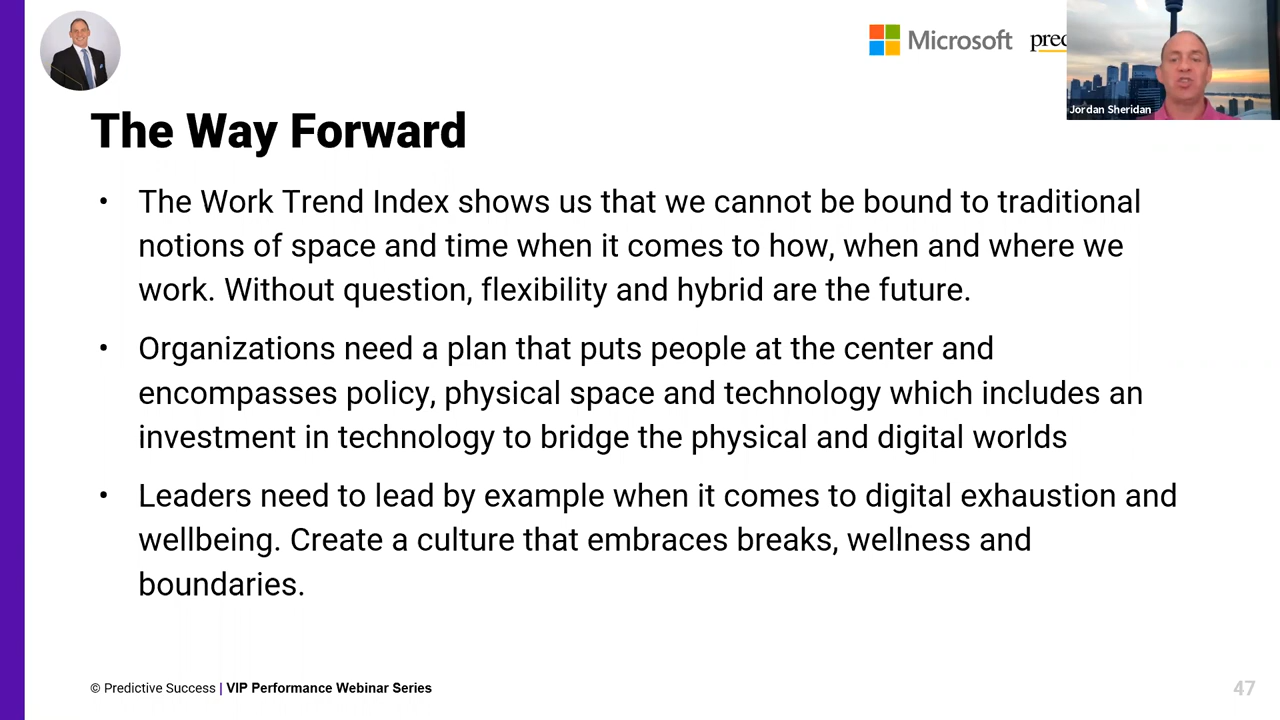 Microsoft
Jordan Sheridan
The Way Forward
• The Work Trend Index shows us that we cannot be bound to traditional
notions of space and time when it comes to how, when and where we
work. Without question, flexibility and hybrid are the future.
• Organizations need a plan that puts people at the center and
encompasses policy, physical space and technology which includes an
investment in technology to bridge the physical and digital worlds
• Leaders need to lead by example when it comes to digital exhaustion and
wellbeing. Create a culture that embraces breaks, wellness and
boundaries.
© Predictive Success | VIP Performance Webinar Series
47